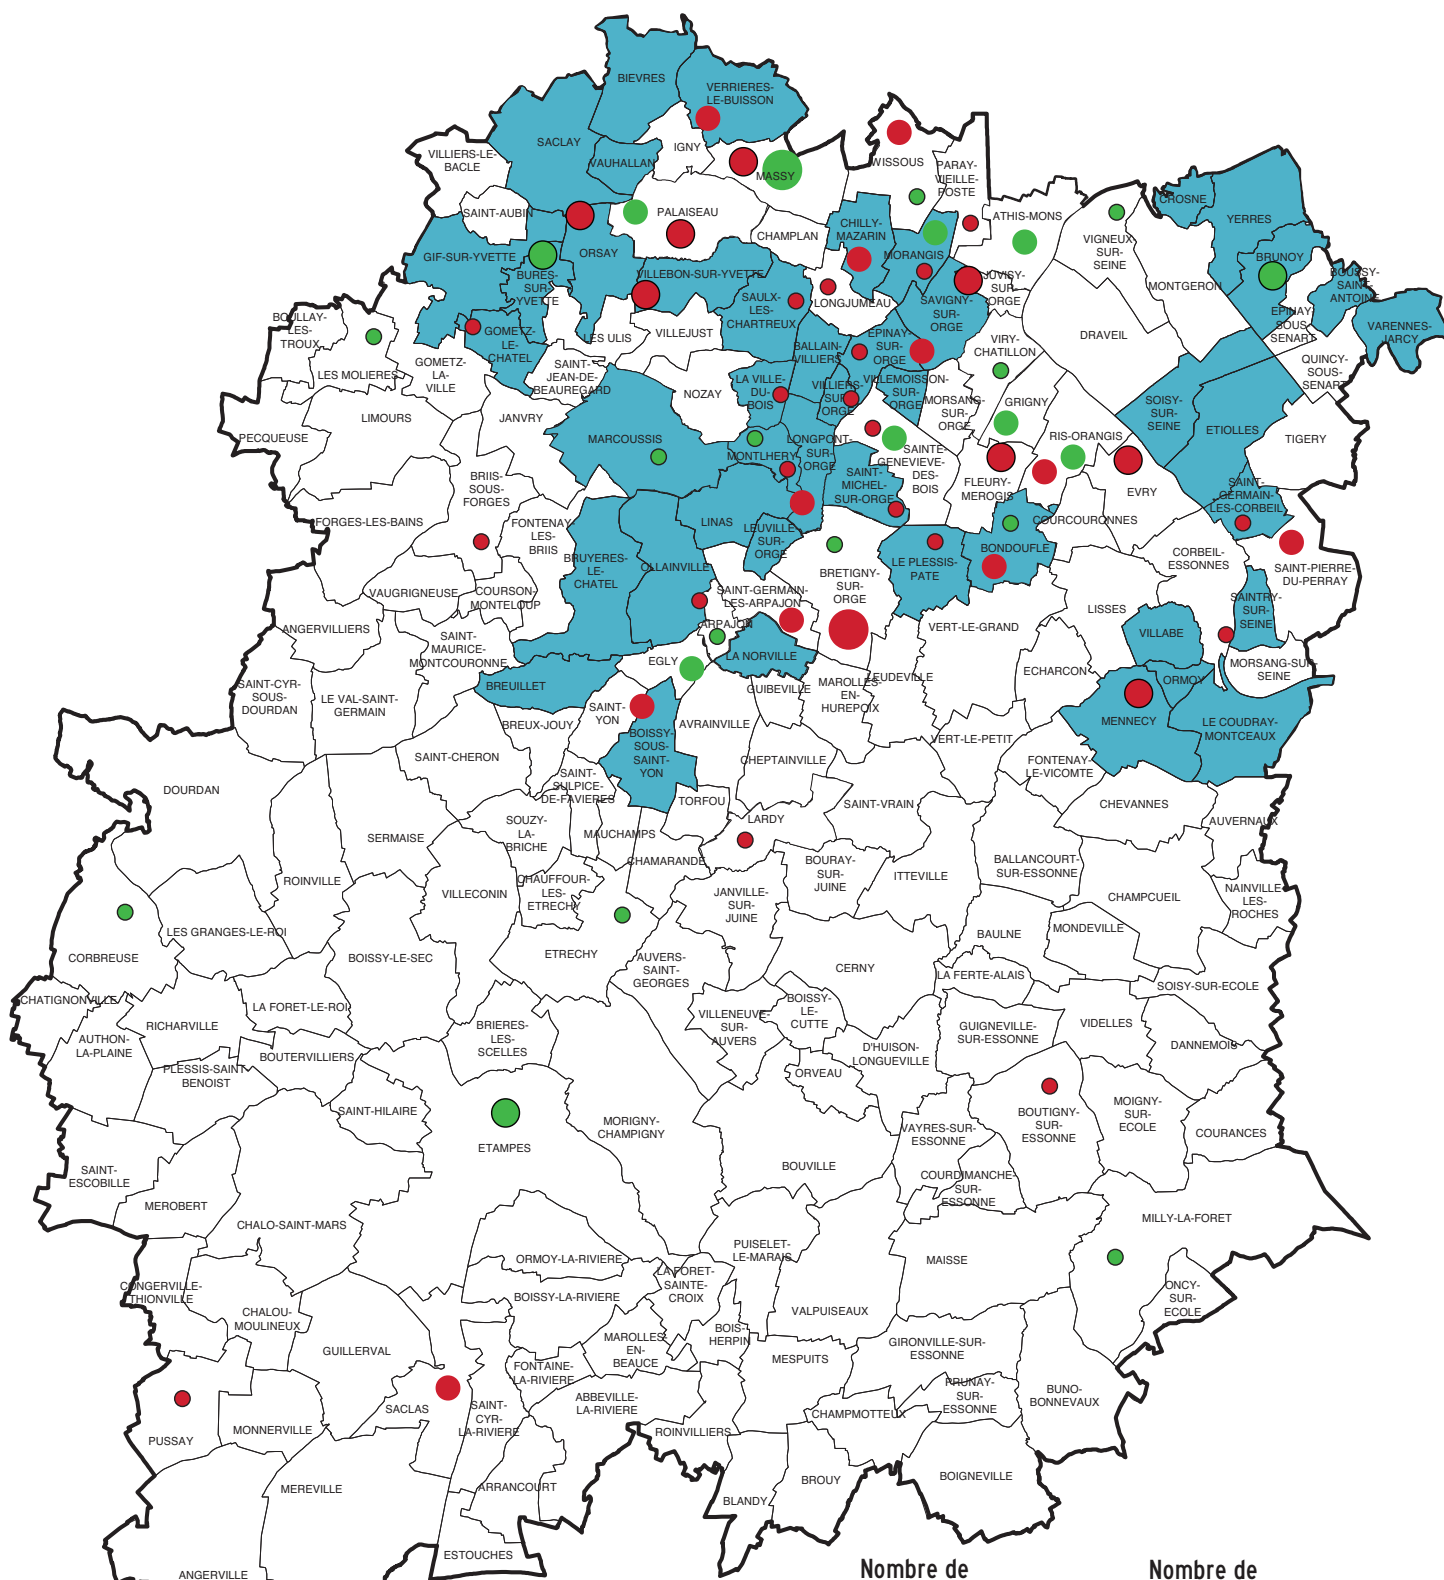 BIEVRES
VERRIERES-
LE-BUISSON
SACLAY
IGNY
VAUHALLAN
VILLIERS-LE-
BACLE
MASSY
WISSOUS
PARAY-
VIEILLE-
POSTE
SAINT-AUBIN
PALAISEAU
CHAMPLAN
CHILLY-
MAZARIN
ATHIS-MONS
VIGNEUX-
SUR-
SEINE
CROSNE
YERRES
GIF-SUR-YVETTE
ORSAY
BURES-
SUR-
YVETTE
VILLEBON-SUR-YVETTE
MORANGIS
JUVISY-
SUR-
ORGE
MONTGERON
BRUNOY
BOUSSY-
SAINT-
ANTOINE
SAULX-
LES-
CHARTREUX
LONGJUMEAU
SAVIGNY-
SUR-
ORGE
EPINAY-
SOUS-
SENART
VARENNES-
JARCY
BOULLAY-
LES-
TROUX
GOMETZ-
LE-
CHATEL
LES ULIS
VILLEJUST
BALLAIN-
VILLIERS
EPINAY-
SUR-
ORGE
VIRY-
CHATILLON
DRAVEIL
LES MOLIERES
GOMETZ-
LA-
VILLE
SAINT-
JEAN-DE-
BEAUREGARD
QUINCY-
SOUS-
SENART
NOZAY
LA VILLE-
DU-
BOIS
VILLIERS-
SUR-
ORGE
VILLEMOISSON-
SUR-
ORGE
MORSANG-
SUR-
ORGE
GRIGNY
SOISY-
SUR-
SEINE
LIMOURS
JANVRY
PECQUEUSE
MARCOUSSIS
MONTLHERY
LONGPONT-
SUR-
ORGE
SAINTE-
GENEVIEVE-
DES-
BOIS
RIS-ORANGIS
ETIOLLES
TIGERY
BRIIS-
SOUS-
FORGES
SAINT-
MICHEL-
SUR-ORGE
FLEURY-
MEROGIS
EVRY
SAINT-
GERMAIN-
LES-CORBEIL
FORGES-LES-BAINS
FONTENAY-
LES-
BRIIS
LINAS
LEUVILLE-
SUR-
ORGE
COURCOURONNES
BRUYERES-
LE-
CHATEL
OLLAINVILLE
BRETIGNY-
SUR-
ORGE
LE PLESSIS-
PATE
BONDOUFLE
CORBEIL-
ESSONNES
SAINT-PIERRE-
DU-PERRAY
VAUGRIGNEUSE
COURSON-
MONTELOUP
SAINT-GERMAIN-
LES-ARPAJON
LISSES
SAINTRY-
SUR-
SEINE
ANGERVILLIERS
SAINT-
MAURICE-
MONTCOURONNE
ARPAJON
VERT-LE-GRAND
VILLABE
EGLY
LA NORVILLE
ECHARCON
MORSANG-SUR-
SEINE
SAINT-CYR-
SOUS-
DOURDAN
LE VAL-SAINT-
GERMAIN
BREUILLET
GUIBEVILLE
MAROLLES-
EN-
HUREPOIX
LEUDEVILLE
ORMOY
BREUX-JOUY
SAINT-
YON
AVRAINVILLE
MENNECY
LE COUDRAY-
MONTCEAUX
BOISSY-
SOUS-
SAINT-
YON
VERT-LE-PETIT
SAINT-CHERON
CHEPTAINVILLE
FONTENAY-
LE-VICOMTE
DOURDAN
SAINT-
SULPICE-
DE-FAVIERES
TORFOU
SAINT-VRAIN
CHEVANNES
SERMAISE
SOUZY-
LA-
BRICHE
MAUCHAMPS
LARDY
AUVERNAUX
CHAMARANDE
BOURAY-
SUR-
JUINE
ITTEVILLE
BALLANCOURT-
SUR-ESSONNE
ROINVILLE
VILLECONIN
CHAUFFOUR-
LES-
ETRECHY
JANVILLE-
SUR-
JUINE
CHAMPCUEIL
NAINVILLE-
LES-
ROCHES
LES GRANGES-LE-ROI
BAULNE
MONDEVILLE
CORBREUSE
BOISSY-LE-SEC
ETRECHY
AUVERS-
SAINT-
GEORGES
CERNY
LA FERTE-ALAIS
SOISY-SUR-ECOLE
CHATIGNONVILLE
LA FORET-LE-ROI
BOISSY-
LE-
CUTTE
RICHARVILLE
VILLENEUVE-
SUR-
AUVERS
GUIGNEVILLE-
SUR-ESSONNE
VIDELLES
AUTHON-
LA-PLAINE
BRIERES-
LES-
SCELLES
D'HUISON-
LONGUEVILLE
DANNEMOIS
BOUTERVILLIERS
PLESSIS-SAINT-
BENOIST
ORVEAU
SAINT-HILAIRE
MORIGNY-
CHAMPIGNY
BOUTIGNY-
SUR-
ESSONNE
MOIGNY-
SUR-
ECOLE
VAYRES-SUR-
ESSONNE
COURANCES
ETAMPES
SAINT-
ESCOBILLE
BOUVILLE
COURDIMANCHE-
SUR-
ESSONNE
MEROBERT
CHALO-SAINT-MARS
MILLY-LA-FORET
PUISELET-
LE-MARAIS
MAISSE
ORMOY-LA-RIVIERE
LA FORET-
SAINTE-
CROIX
CONGERVILLE-
THIONVILLE
BOISSY-LA-RIVIERE
ONCY-
SUR-
ECOLE
CHALOU-
MOULINEUX
VALPUISEAUX
BOIS-
HERPIN
GUILLERVAL
MAROLLES-
EN-
BEAUCE
MESPUITS
GIRONVILLE-SUR-
ESSONNE
FONTAINE-
LA-RIVIERE
PRUNAY-
SUR-
ESSONNE
BUNO-
BONNEVAUX
SACLAS
SAINT-
CYR-
LA-RIVIERE
ABBEVILLE-
LA-RIVIERE
CHAMPMOTTEUX
PUSSAY
MONNERVILLE
ROINVILLIERS
MEREVILLE
ARRANCOURT
BROUY
BOIGNEVILLE
BLANDY
ESTOUCHES
ANGERVILLE
Nombre de
Nombre de